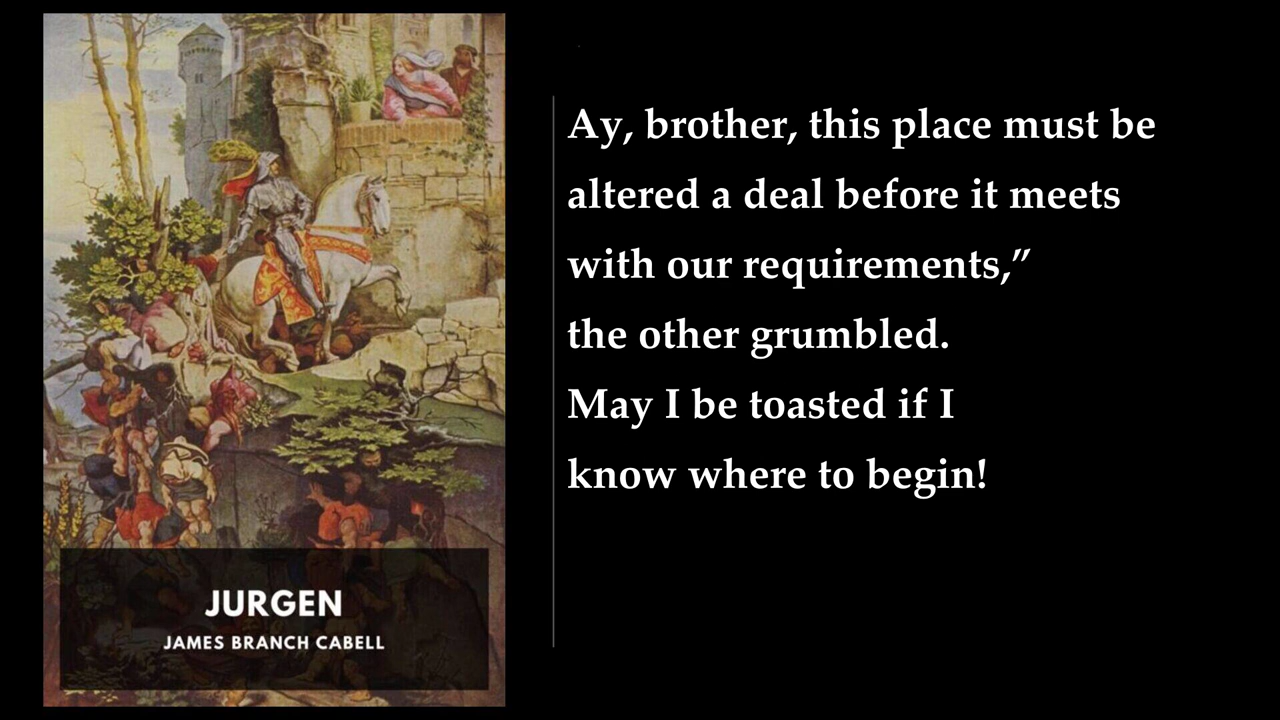 Ay, brother, this place must be
altered a deal before it meets
with our requirements,”
the other grumbled.
May I be toasted if I
know where to begin!
JURGEN
JAMES BRANCH CABELL